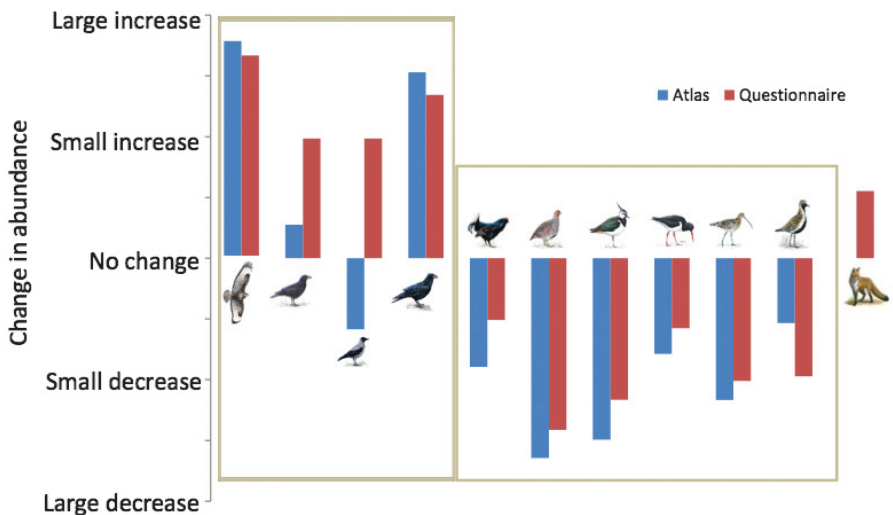 Large increase
Atlas
Questionnaire
Small increase
Change in abundance
No change
Small decrease
Large decrease